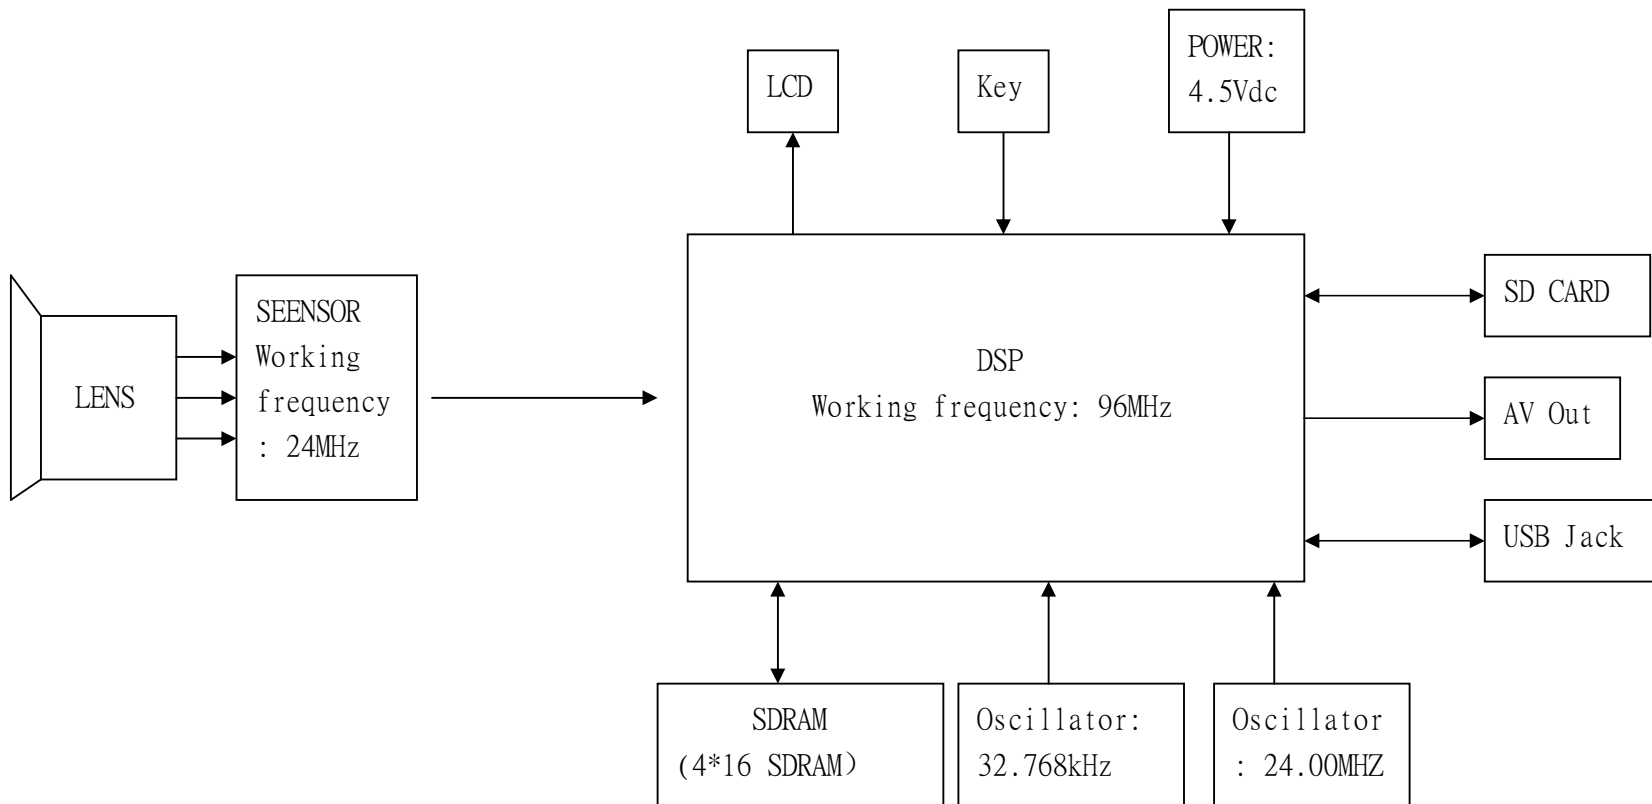 POWER:
4.5Vdc
LCD
Key
SD CARD
SEENSOR
Working
frequency
: 24MHz
DSP
LENS
Working frequency: 96MHz
AV Out
USB Jack
SDRAM
(4*16 SDRAM）
Oscillator:
32.768kHz
Oscillator
: 24.00MHZ